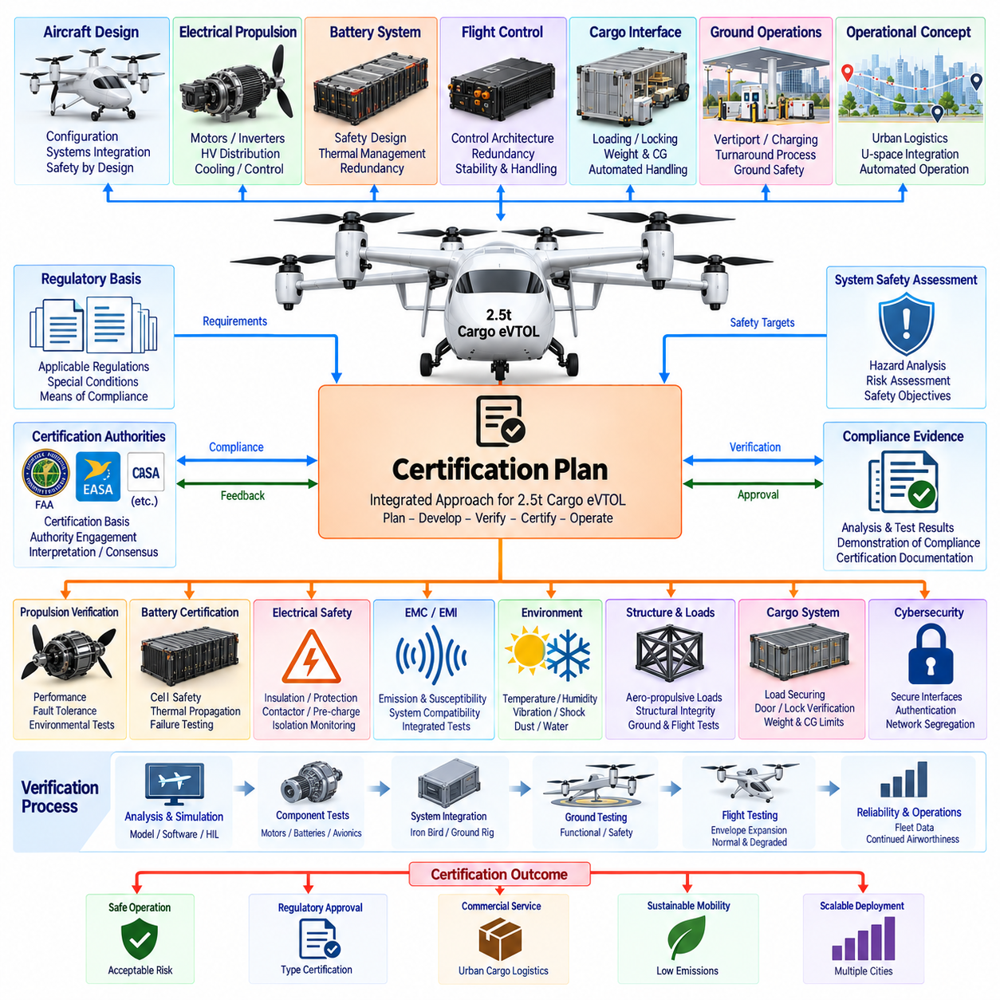 Aircraft Design
Configuration
Systems Integration
Safety by Design
Electrical Propulsion
Motors / Inverters
HV Distribution
Cooling / Control
Battery System
Safety Design
Thermal Management
Redundancy
Flight Control
Control Architecture
Redundancy
Stability & Handling
Cargo Interface
Loading / Locking
Weight & CG
Automated Handling
Ground Operations
Vertiport / Charging
Turnaround Process
Ground Safety
Operational Concept
Urban Logistics
U-space Integration
Automated Operation
2.5t
Cargo eVTOL
Regulatory Basis
Applicable Regulations
Special Conditions
Means of Compliance
Requirements
System Safety Assessment
Hazard Analysis
Risk Assessment
Safety Objectives
Safety Targets
Certification Authorities
FAA
EASA
CASA
(etc.)
Certification Basis
Authority Engagement
Interpretation / Consensus
Compliance
Feedback
Certification Plan
Integrated Approach for 2.5t Cargo eVTOL
Plan – Develop – Verify – Certify – Operate
Verification
Approval
Compliance Evidence
Analysis & Test Results
Demonstration of Compliance
Certification Documentation
Propulsion Verification
Performance
Fault Tolerance
Environmental Tests
Battery Certification
Cell Safety
Thermal Propagation
Failure Testing
Electrical Safety
Insulation / Protection
Contactor / Pre-charge
Isolation Monitoring
EMC / EMI
Emission & Susceptibility
System Compatibility
Integrated Tests
Environment
Temperature / Humidity
Vibration / Shock
Dust / Water
Structure & Loads
Aero-propulsive Loads
Structural Integrity
Ground & Flight Tests
Cargo System
Load Securing
Door / Lock Verification
Weight & CG Limits
Cybersecurity
Secure Interfaces
Authentication
Network Segregation
Verification
Process
Analysis & Simulation
Model / Software / HIL
Component Tests
Motors / Batteries / Avionics
System Integration
Iron Bird / Ground Rig
Ground Testing
Functional / Safety
Flight Testing
Envelope Expansion
Normal & Degraded
Reliability & Operations
Fleet Data
Continued Airworthiness
Certification Outcome
Safe Operation
Acceptable Risk
Regulatory Approval
Type Certification
Commercial Service
Urban Cargo Logistics
Sustainable Mobility
Low Emissions
Scalable Deployment
Multiple Cities